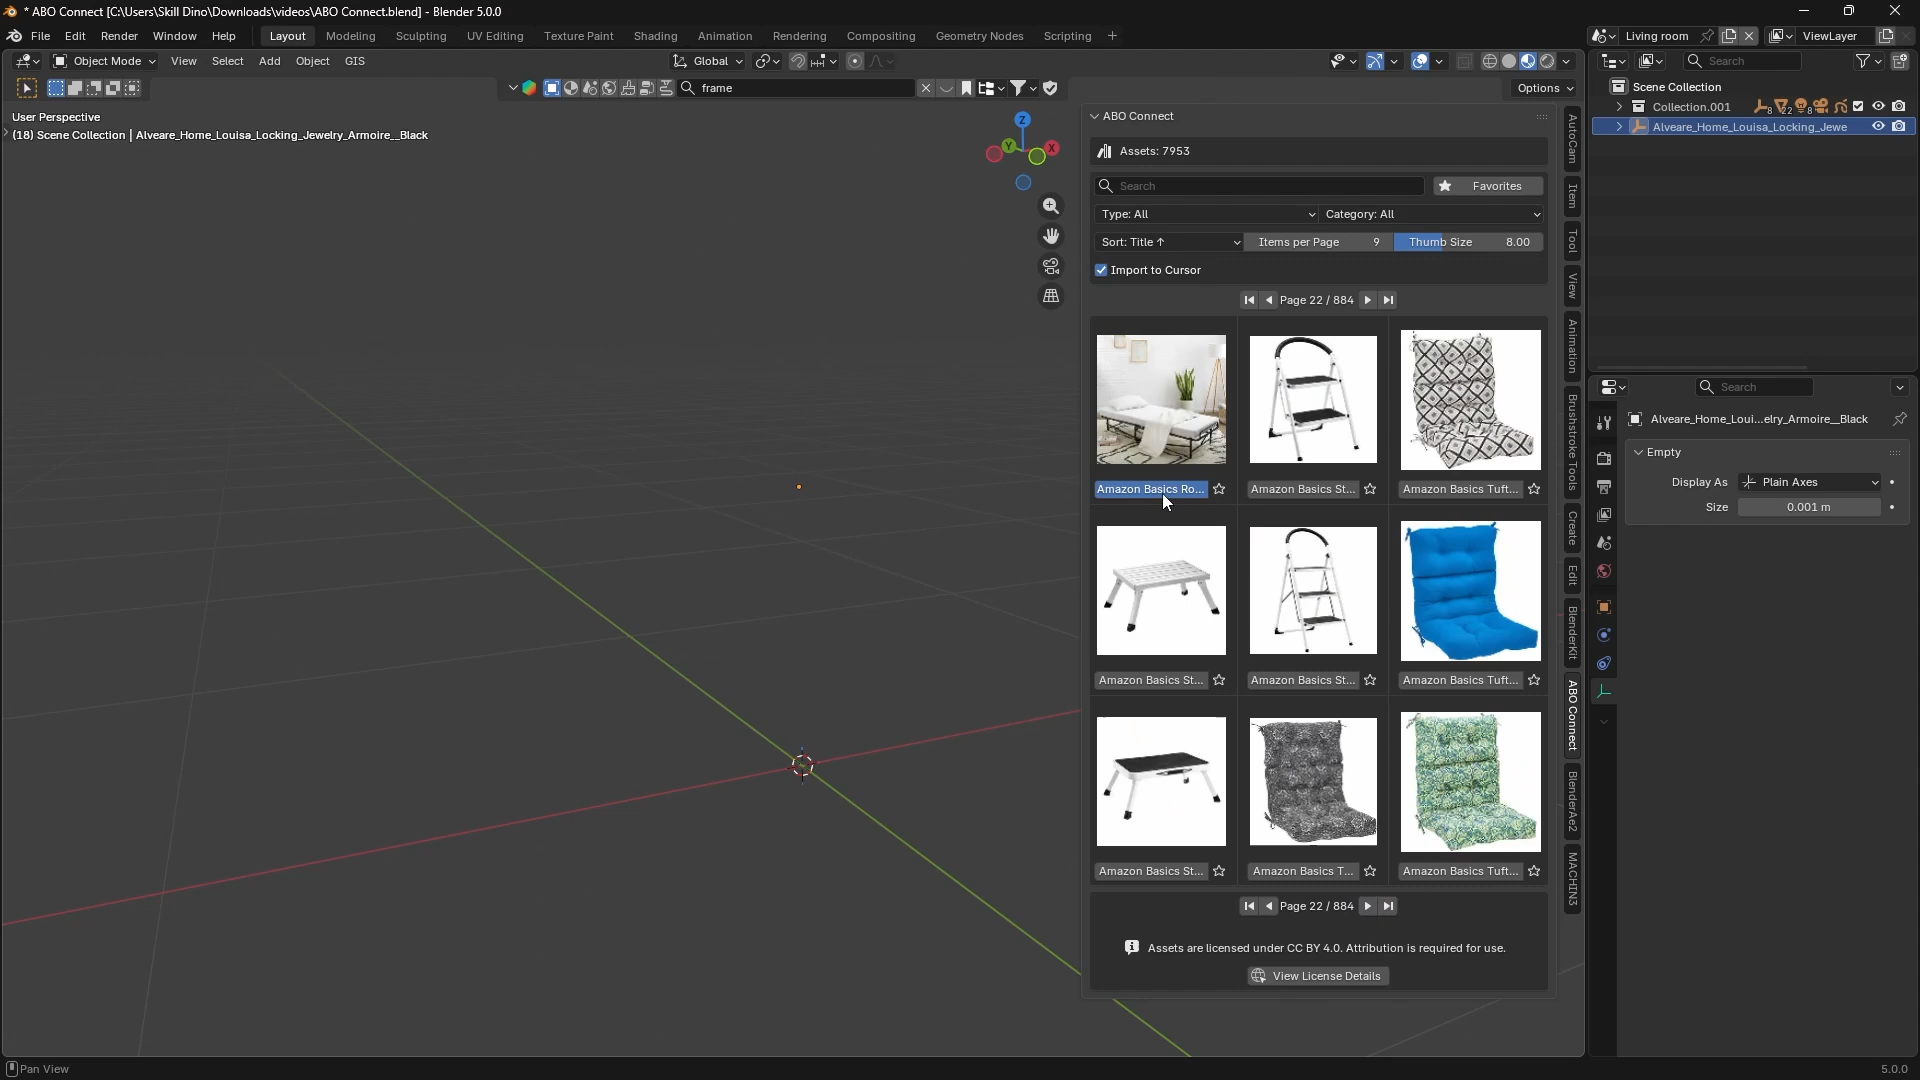 * ABO Connect [C:\Users\Skill Dino\Downloads\videos\ABO Connect.blend] - Blender 5.0.0
File Edit Render Window Help Layout Modeling Sculpting UV Editing Texture Paint Shading Animation Rendering Compositing Geometry Nodes Scripting + Living room ViewLayer
Object Mode View Select Add Object GIS Global Search
frame Options
User Perspective
(18) Scene Collection | Alveare_Home_Louisa_Locking_Jewelry_Armoire__Black
Z
Y X
Scene Collection
Collection.001 8 22 8
Alveare_Home_Louisa_Locking_Jewe
ABO Connect
Assets: 7953
Search Favorites
Type: All Category: All
Sort: Title ↑ Items per Page 9 Thumb Size 8.00
Import to Cursor
Page 22 / 884
Amazon Basics Ro... Amazon Basics St... Amazon Basics Tuft...
Amazon Basics St... Amazon Basics St... Amazon Basics Tuft...
Amazon Basics St... Amazon Basics T... Amazon Basics Tuft...
Page 22 / 884
Assets are licensed under CC BY 4.0. Attribution is required for use.
View License Details
AutoCam
Item
Tool
View
Animation
Brushstroke Tools
Create
Edit
BlenderKit
ABO Connect
BlenderAe2
MACHIN3
Search
Alveare_Home_Loui...elry_Armoire__Black
Empty
Display As Plain Axes
Size 0.001 m
Pan View 5.0.0